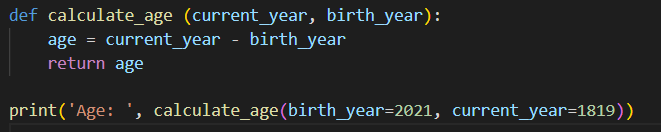 def calculate_age (current_year, birth_year):
    age = current_year - birth_year
    return age
print('Age: ', calculate_age(birth_year=2021, current_year=1819))